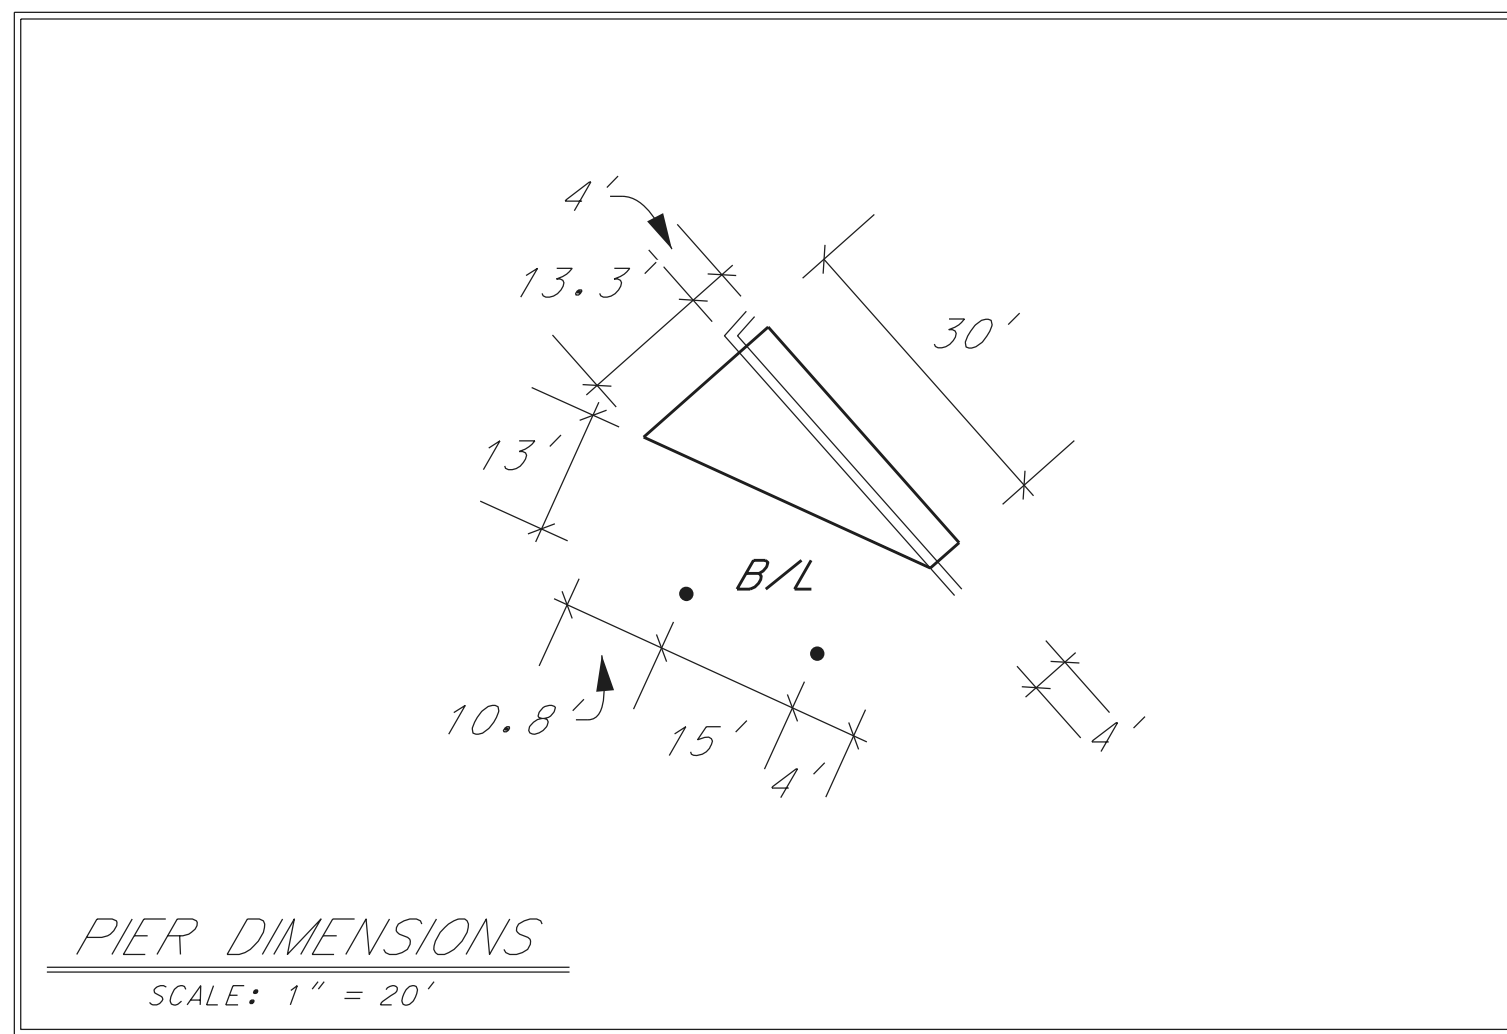 4'
13.3'
30'
13'
B/L
10.8'
15'
4'
4'
PIER DIMENSIONS
SCALE: 1" = 20'